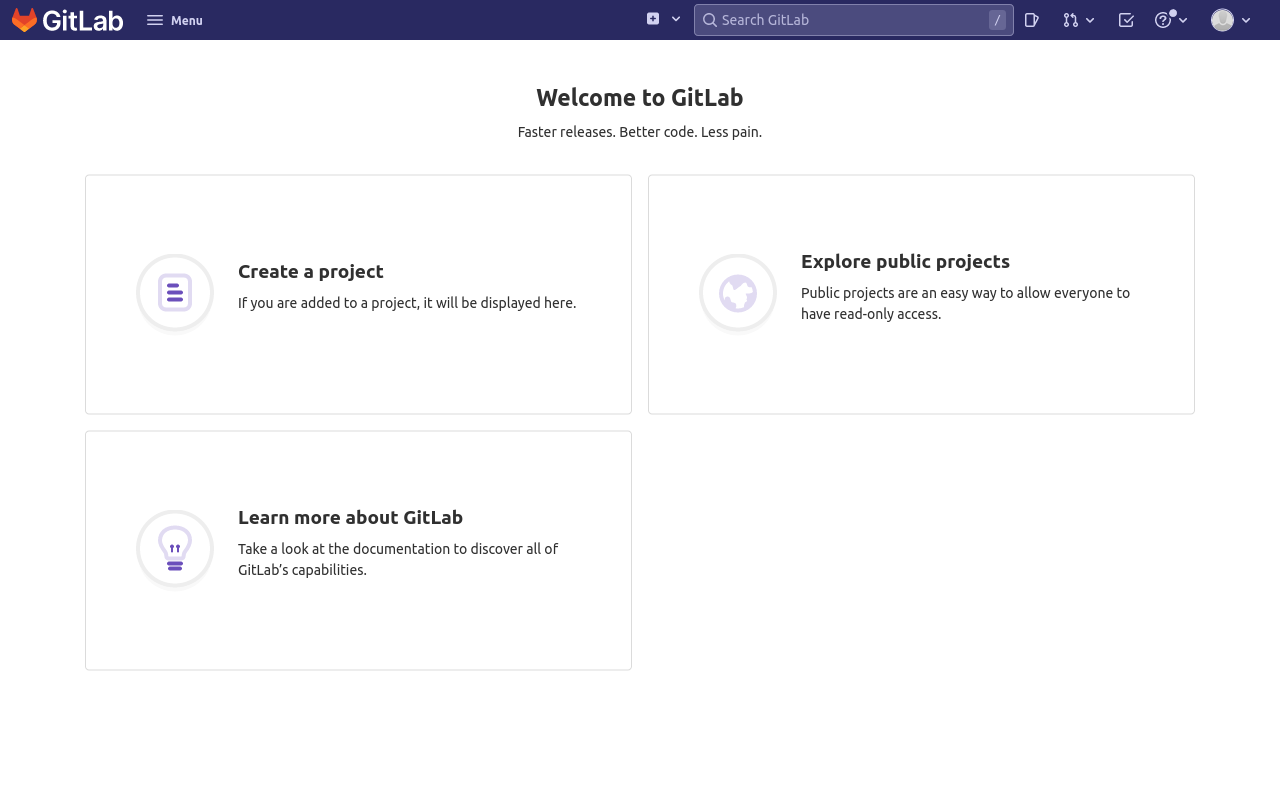 GitLab
Menu
Search GitLab
/
Welcome to GitLab
Faster releases. Better code. Less pain.
Create a project
If you are added to a project, it will be displayed here.
Explore public projects
Public projects are an easy way to allow everyone to
have read-only access.
Learn more about GitLab
Take a look at the documentation to discover all of
GitLab’s capabilities.